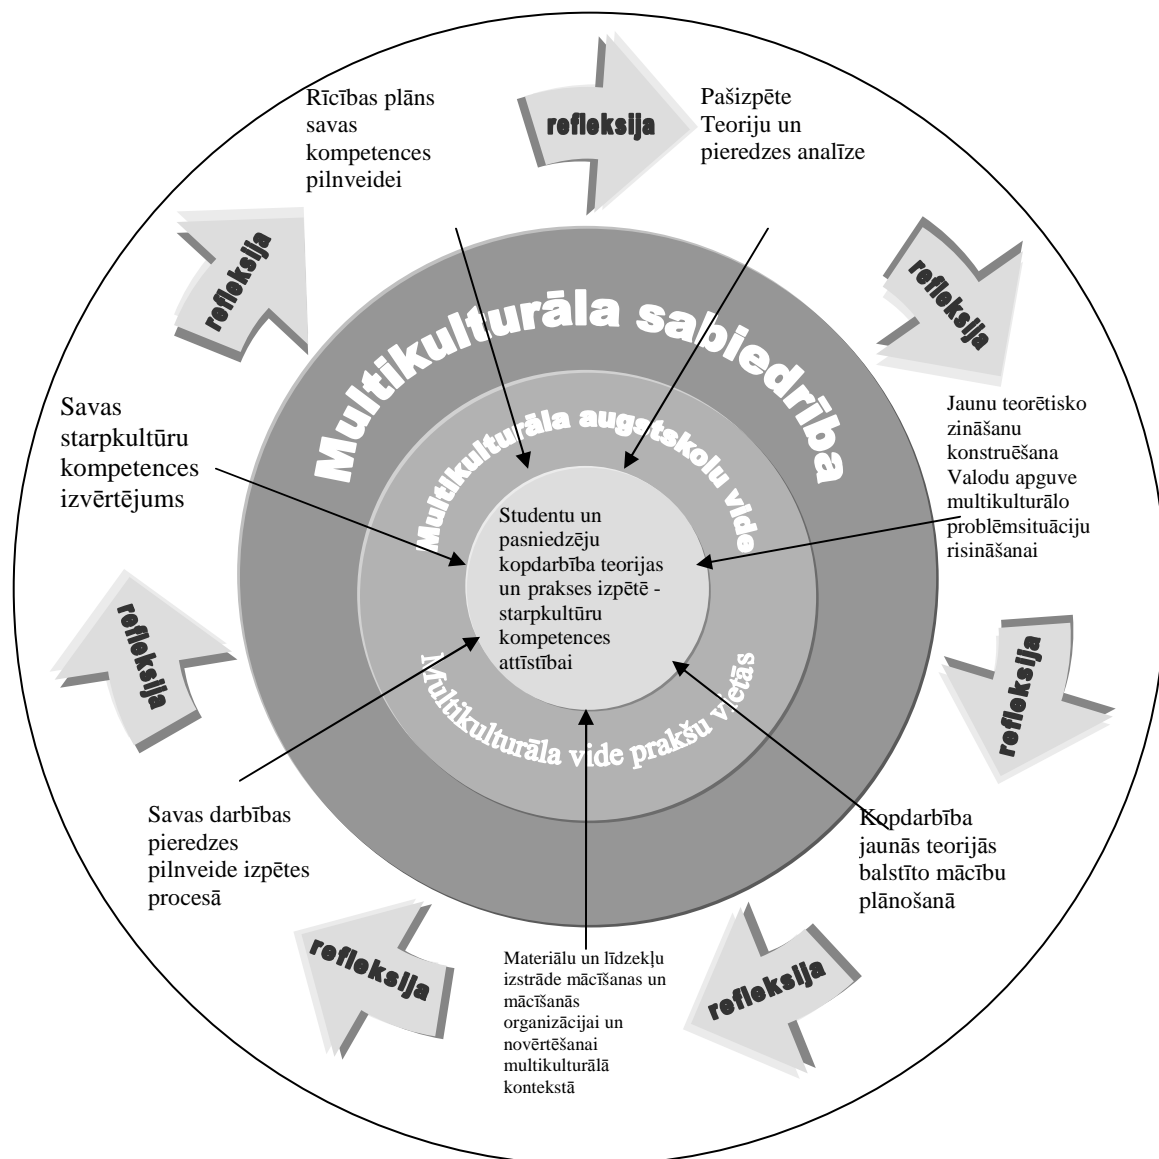 Rīcības plāns
savas
kompetences
pilnveidei
refleksija
Pašizpēte
Teoriju un
pieredzes analīze
refleksija
refleksija
Multikulturāla sabiedrība
Multikulturāla augstskolu vide
Savas
starpkultūru
kompetences
izvērtējums
Jaunu teorētisko
zināšanu
konstruēšana
Valodu apguve
multikulturālo
problēmsituāciju
risināšanai
Studentu un
pasniedzēju
kopdarbība teorijas
un prakses izpētē -
starpkultūru
kompetences
attīstībai
Multikulturāla vide prakšu vietās
refleksija
refleksija
Savas darbības
pieredzes
pilnveide izpētes
procesā
Kopdarbība
jaunās teorijās
balstīto mācību
plānošanā
refleksija
refleksija
Materiālu un līdzekļu
izstrāde mācīšanas un
mācīšanās
organizācijai un
novērtēšanai
multikulturālā
kontekstā